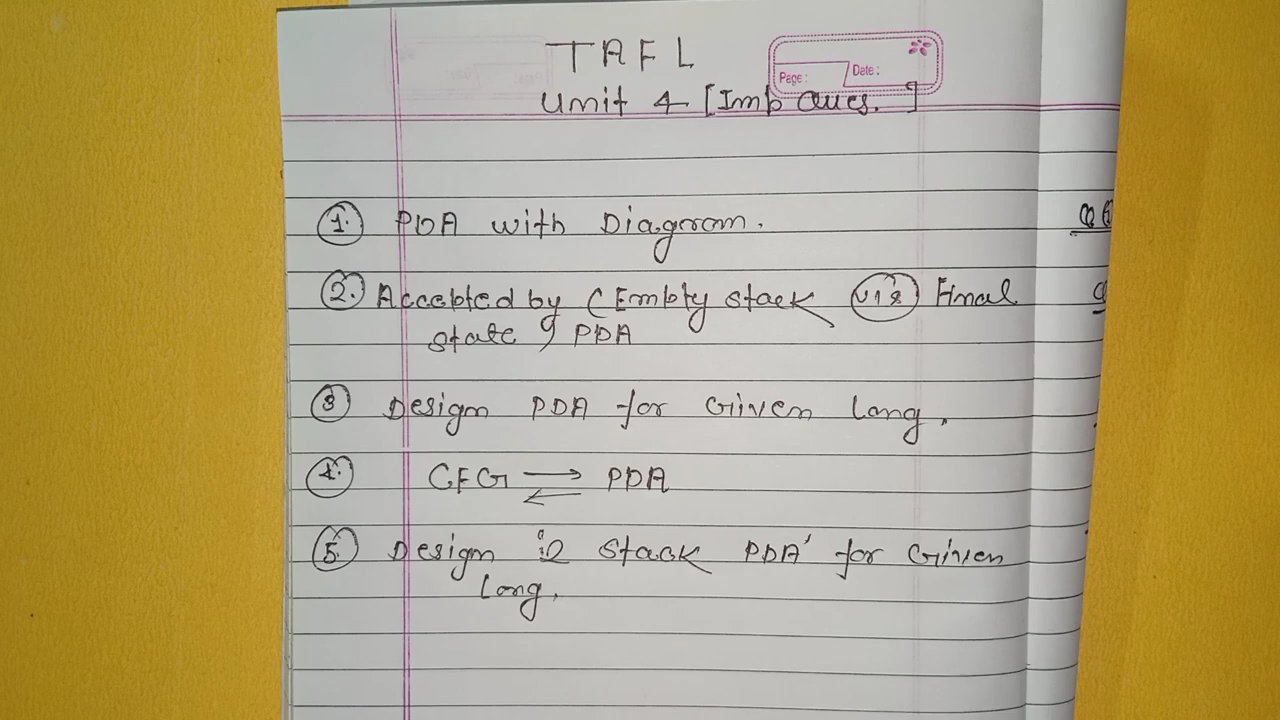 TAFL
Page: Date:
Unit 4 [Imp Ques. ]
1. PDA with Diagram.
2. Accepted by (Empty stack Final
state of PDA
3 Design PDA for Given Lang.
4. CFG ⇄ PDA
5. Design 2 Stack PDA' for Given
Lang.